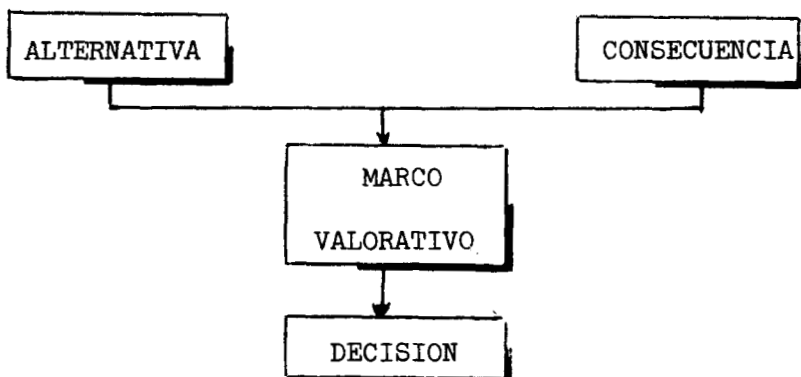 ALTERNATIVA
CONSECUENCIA
MARCO
VALORATIVO
DECISION